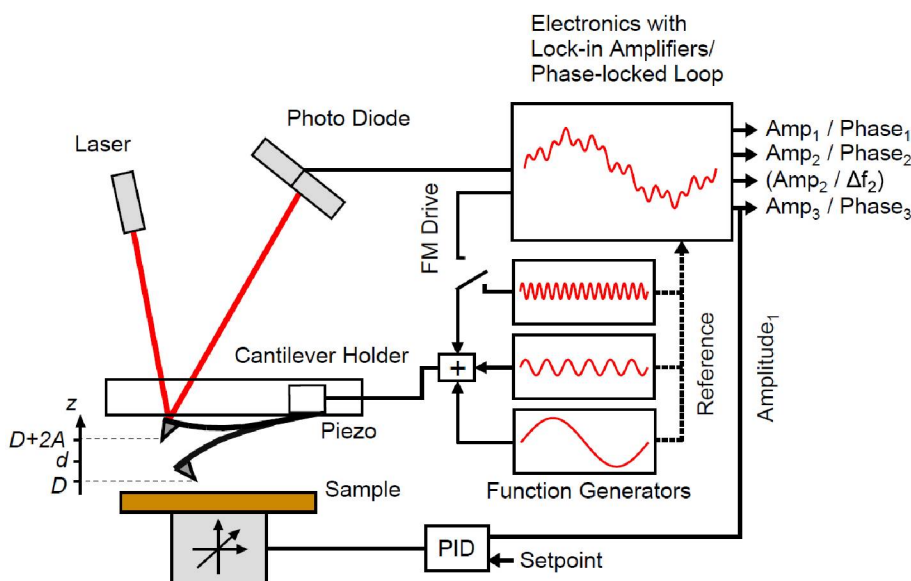 Electronics with
Lock-in Amplifiers/
Phase-locked Loop
Photo Diode
Laser
Amp₁ / Phase₁
Amp₂ / Phase₂
(Amp₂ / Δf₂)
Amp₃ / Phase₃
FM Drive
Reference
Amplitude₁
Cantilever Holder
+
Piezo
z
D+2A
d
D
Sample
Function Generators
PID
Setpoint